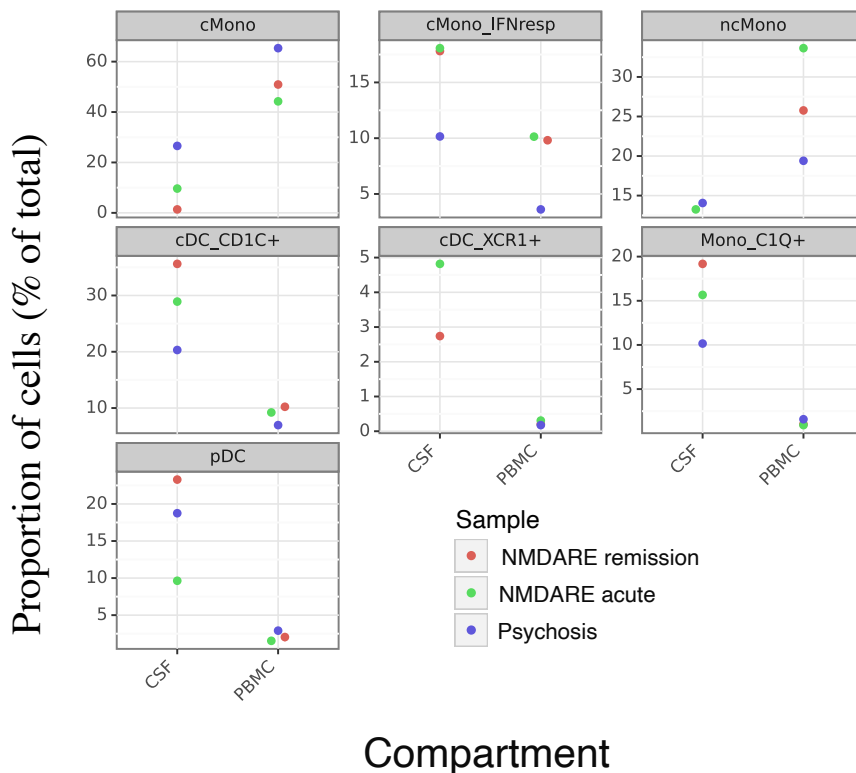 Proportion of cells (% of total)
cMono
60
40
20
0
cMono_IFNresp
15
10
5
ncMono
30
25
20
15
cDC_CD1C+
30
20
10
cDC_XCR1+
5
4
3
2
1
0
CSF
PBMC
Mono_C1Q+
20
15
10
5
CSF
PBMC
pDC
20
15
10
5
CSF
PBMC
Sample
NMDARE remission
NMDARE acute
Psychosis
Compartment